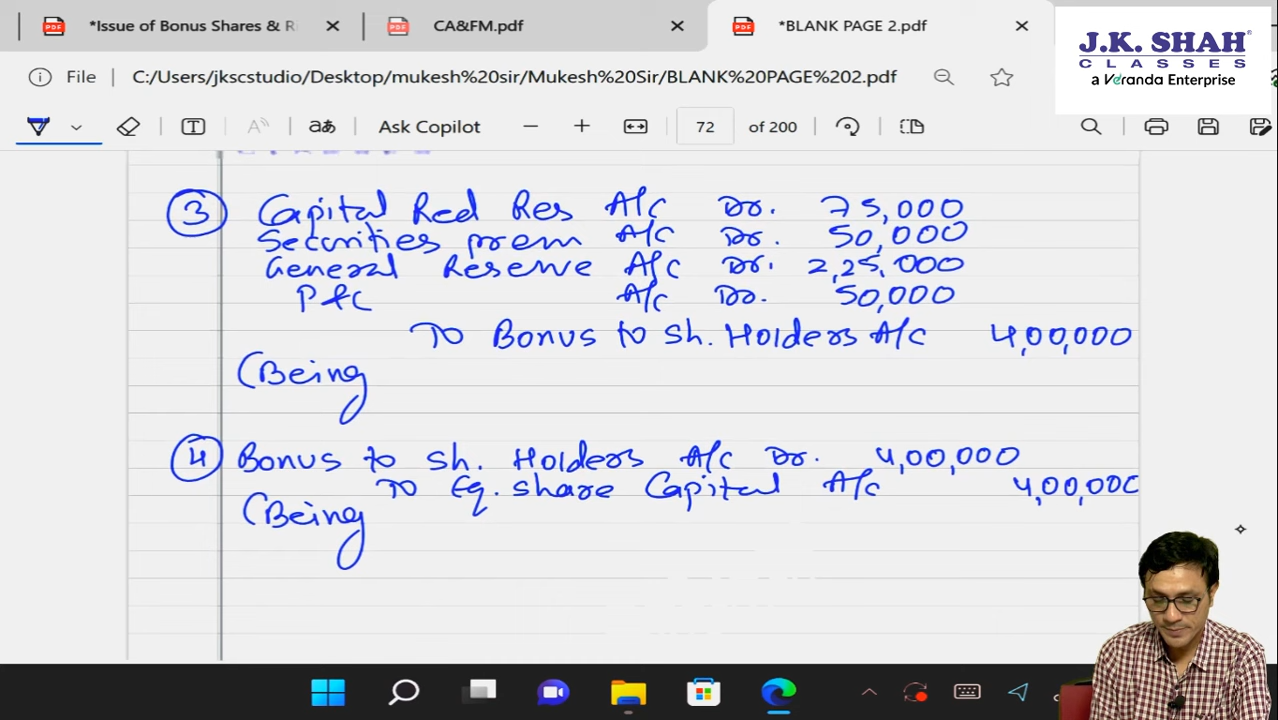 *Issue of Bonus Shares & Ri
CA&FM.pdf
*BLANK PAGE 2.pdf
J.K. SHAH
CLASSES
a Veranda Enterprise
File
C:/Users/jkscstudio/Desktop/mukesh%20sir/Mukesh%20Sir/BLANK%20PAGE%202.pdf
Ask Copilot
72
of 200
3 Capital Red Res A/c Dr. 75,000
Securities prem A/c Dr. 50,000
General Reserve A/c Dr. 2,25,000
P&L A/c Dr. 50,000
To Bonus to Sh. Holders A/c 4,00,000
(Being
4 Bonus to Sh. Holders A/c Dr. 4,00,000
To Eq. Share Capital A/c 4,00,000
(Being